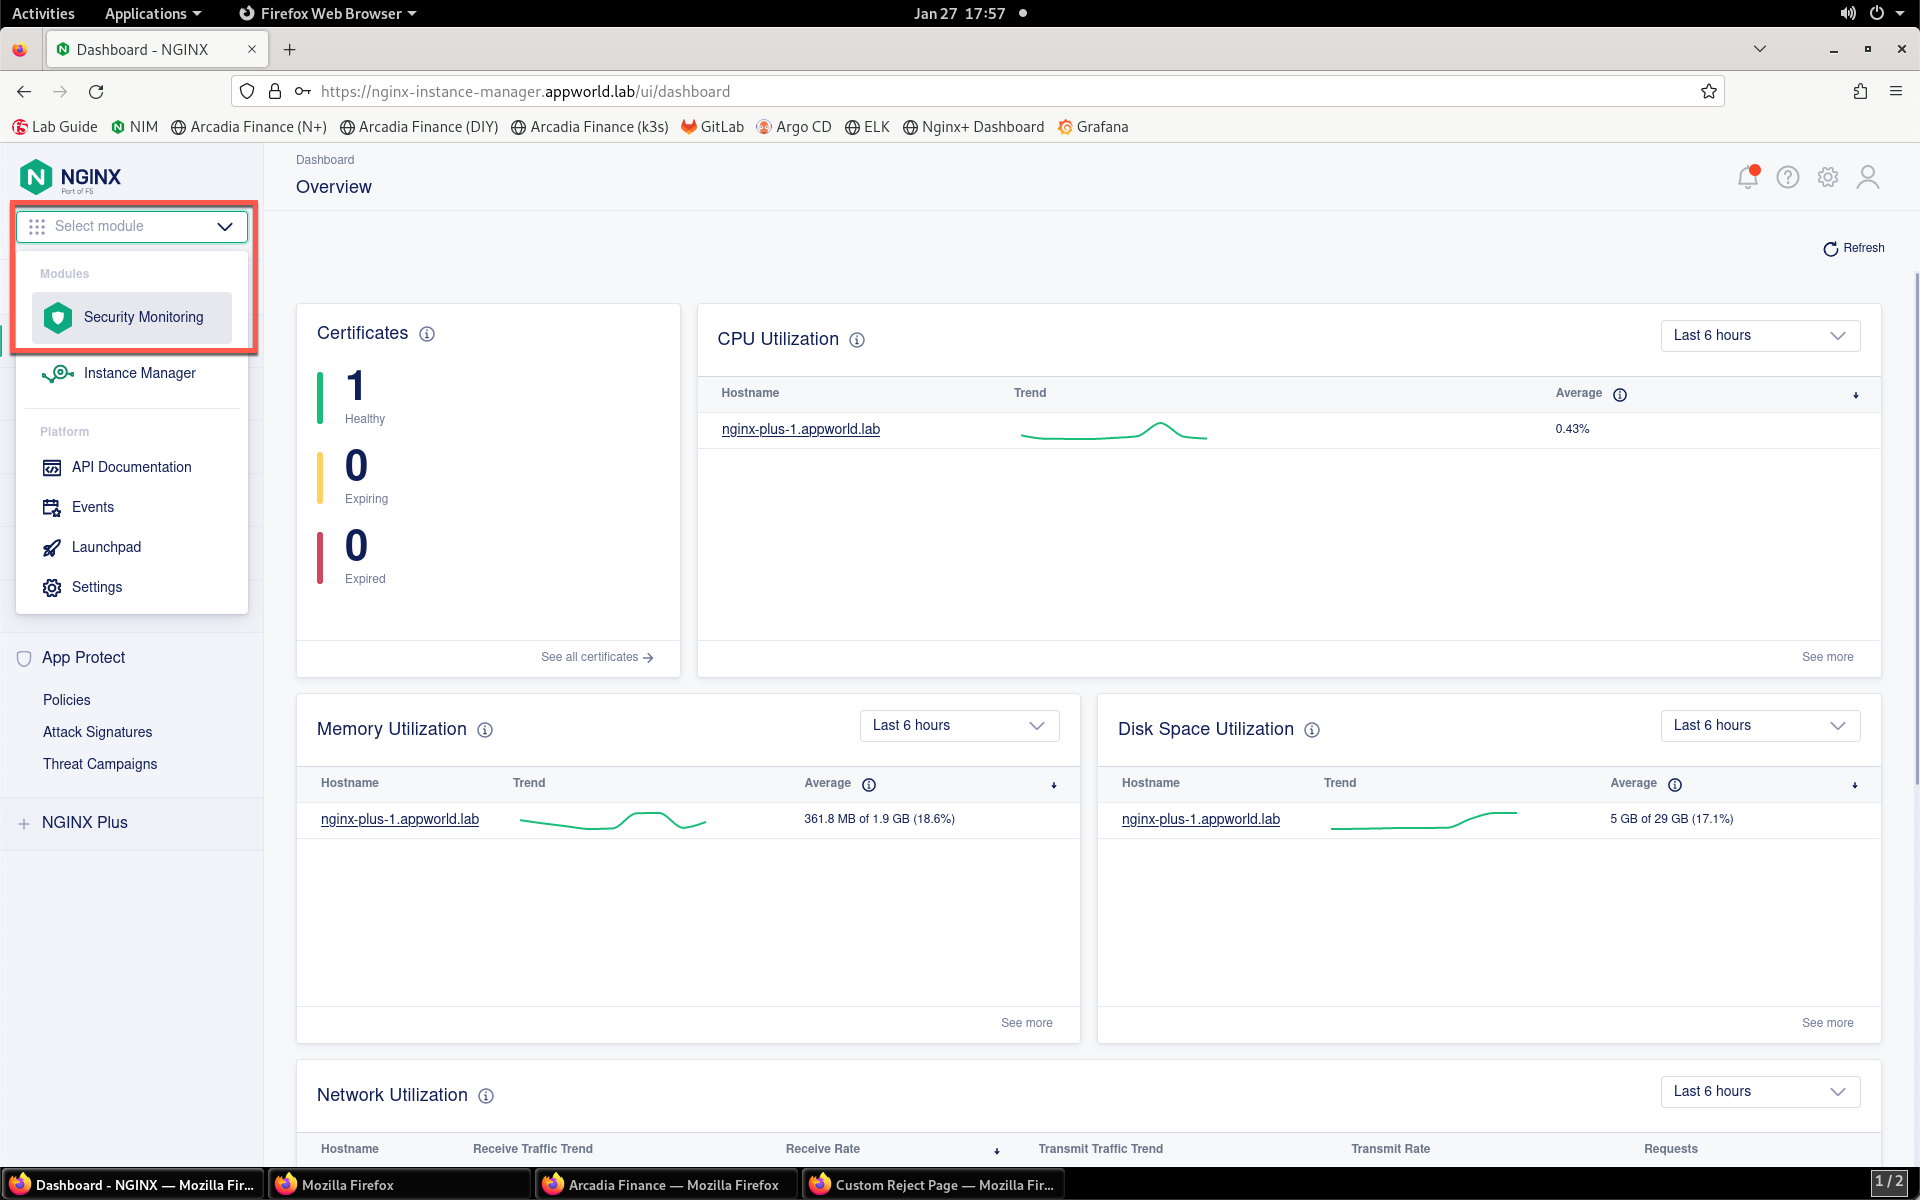 Activities Applications Firefox Web Browser Jan 27 17:57
Dashboard - NGINX
https://nginx-instance-manager.appworld.lab/ui/dashboard
Lab Guide NIM Arcadia Finance (N+) Arcadia Finance (DIY) Arcadia Finance (k3s) GitLab Argo CD ELK Nginx+ Dashboard Grafana
NGINX
Part of F5
Select module
Modules
Security Monitoring
Instance Manager
Platform
API Documentation
Events
Launchpad
Settings
App Protect
Policies
Attack Signatures
Threat Campaigns
NGINX Plus
Dashboard
Overview
Refresh
Certificates
1
Healthy
0
Expiring
0
Expired
See all certificates
CPU Utilization Last 6 hours
Hostname Trend Average
nginx-plus-1.appworld.lab 0.43%
See more
Memory Utilization Last 6 hours
Hostname Trend Average
nginx-plus-1.appworld.lab 361.8 MB of 1.9 GB (18.6%)
See more
Disk Space Utilization Last 6 hours
Hostname Trend Average
nginx-plus-1.appworld.lab 5 GB of 29 GB (17.1%)
See more
Network Utilization Last 6 hours
Hostname Receive Traffic Trend Receive Rate Transmit Traffic Trend Transmit Rate Requests
Dashboard - NGINX — Mozilla Fir... Mozilla Firefox Arcadia Finance — Mozilla Firefox Custom Reject Page — Mozilla Fir... 1 / 2